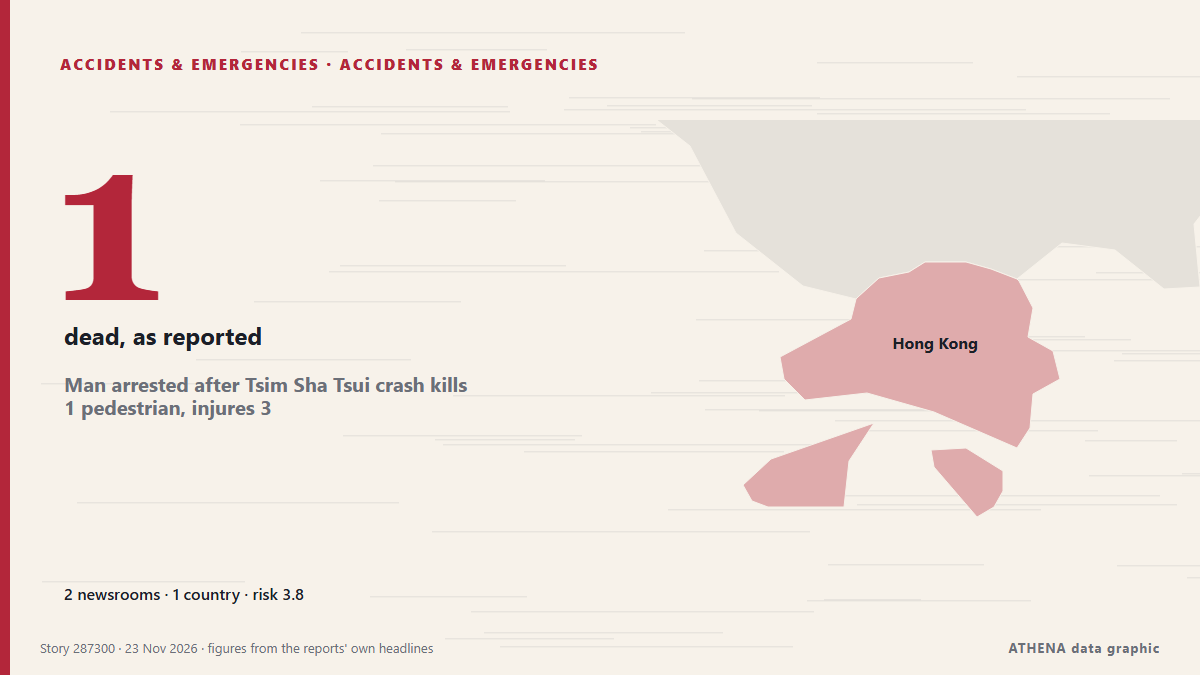 ACCIDENTS & EMERGENCIES · ACCIDENTS & EMERGENCIES
1
dead, as reported
Man arrested after Tsim Sha Tsui crash kills
1 pedestrian, injures 3
Hong Kong
2 newsrooms · 1 country · risk 3.8
Story 287300 · 23 Nov 2026 · figures from the reports' own headlines
ATHENA data graphic